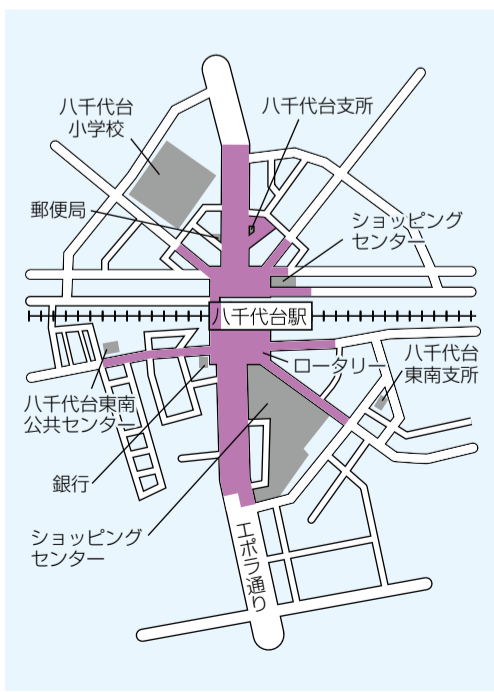 八千代台
小学校
八千代台支所
郵便局
ショッピング
センター
八千代台駅
ロータリー
八千代台
東南支所
八千代台東南
公共センター
銀行
ショッピング
センター
エポラ通り